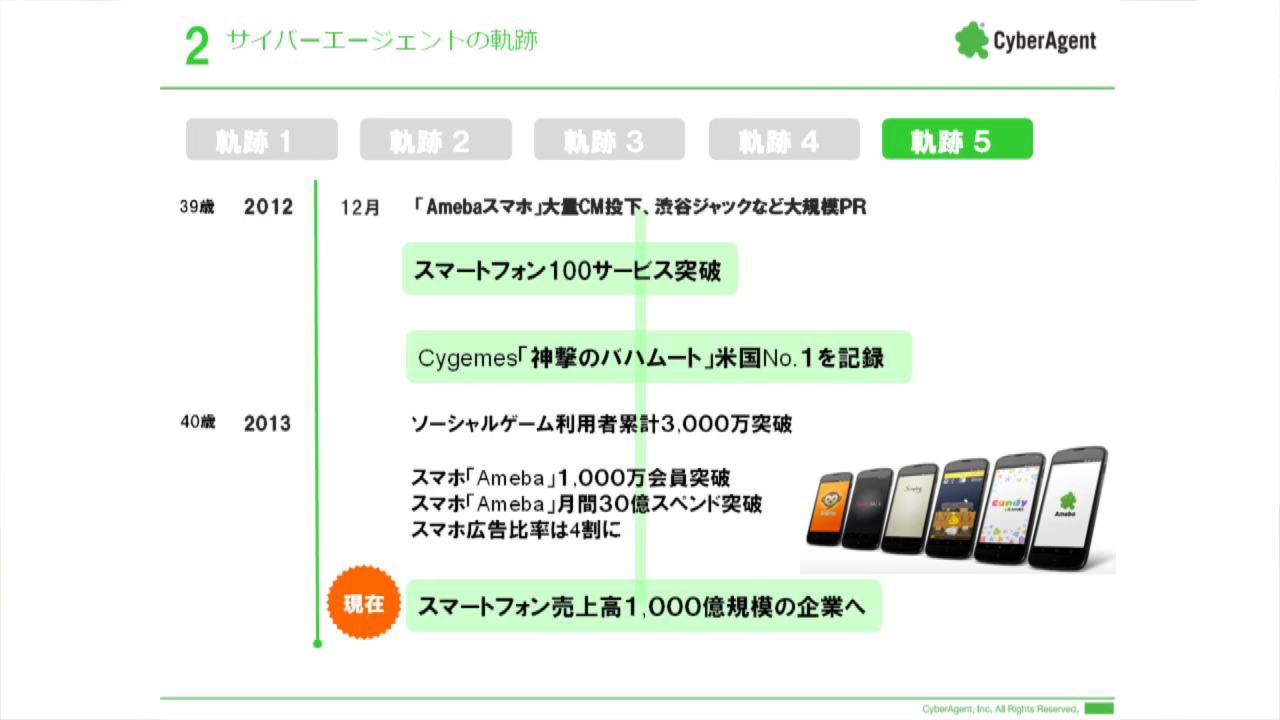 2 サイバーエージェントの軌跡
CyberAgent
軌跡 1
軌跡 2
軌跡 3
軌跡 4
軌跡 5
39歳 2012 12月 「Amebaスマホ」大量CM投下、渋谷ジャックなど大規模PR
スマートフォン100サービス突破
Cygemes「神撃のバハムート」米国No.1を記録
40歳 2013 ソーシャルゲーム利用者累計3,000万突破
スマホ「Ameba」1,000万会員突破
スマホ「Ameba」月間30億スペンド突破
スマホ広告比率は4割に
candy
Ameba
現在 スマートフォン売上高1,000億規模の企業へ
CyberAgent, Inc. All Rights Reserved.